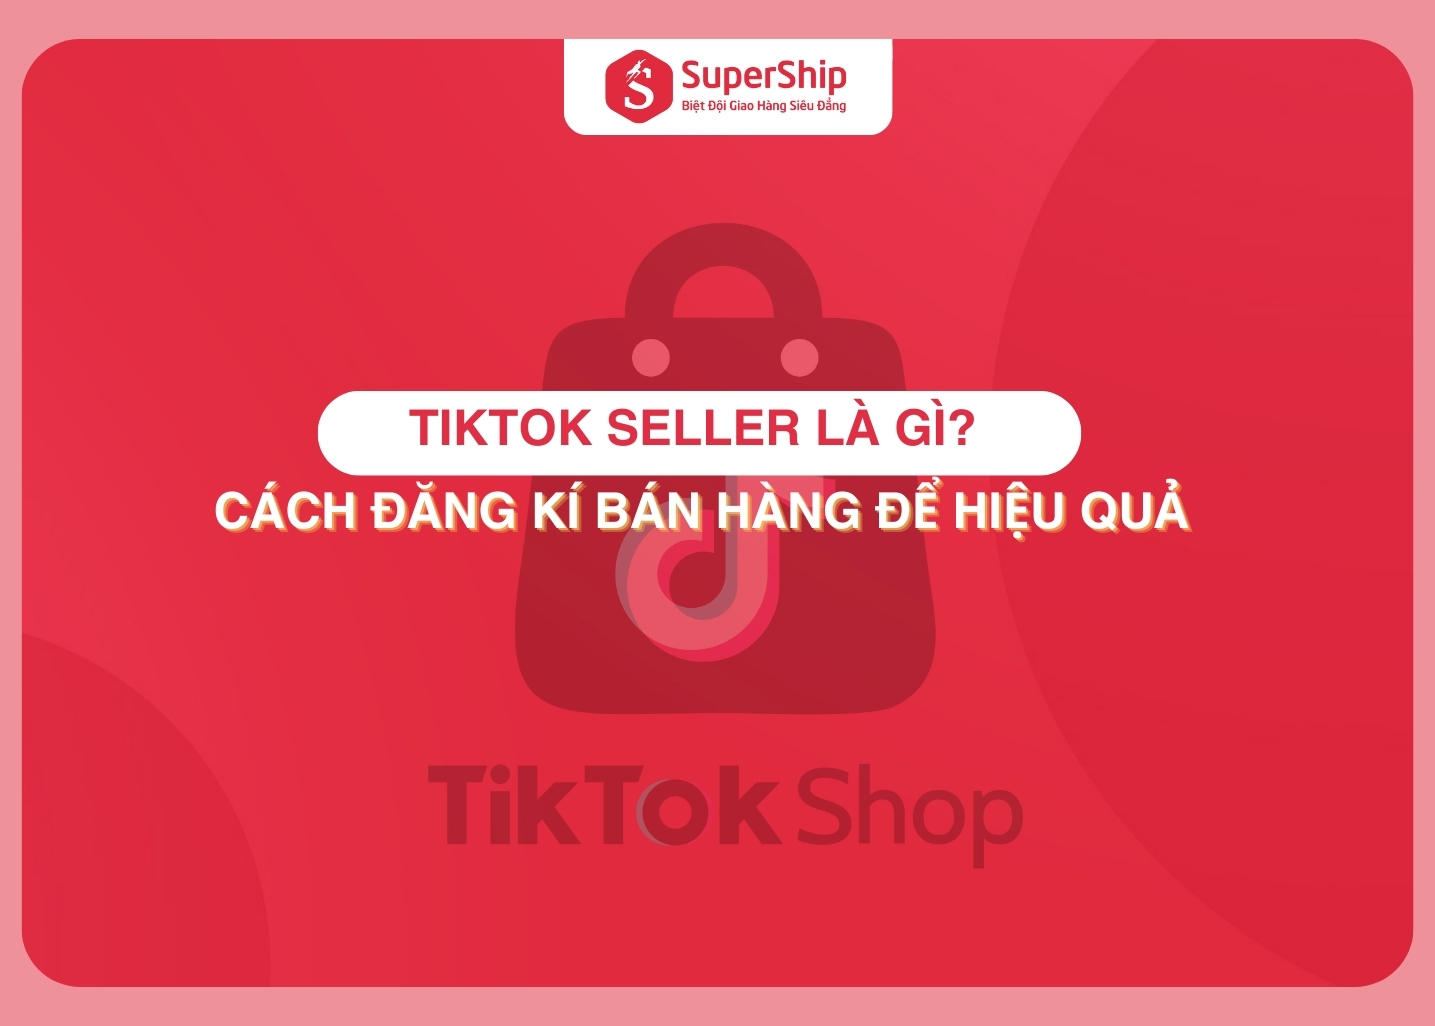 SuperShip
Biệt Đội Giao Hàng Siêu Đẳng
TIKTOK SELLER LÀ GÌ?
CÁCH ĐĂNG KÍ BÁN HÀNG ĐỂ HIỆU QUẢ
TikTok Shop